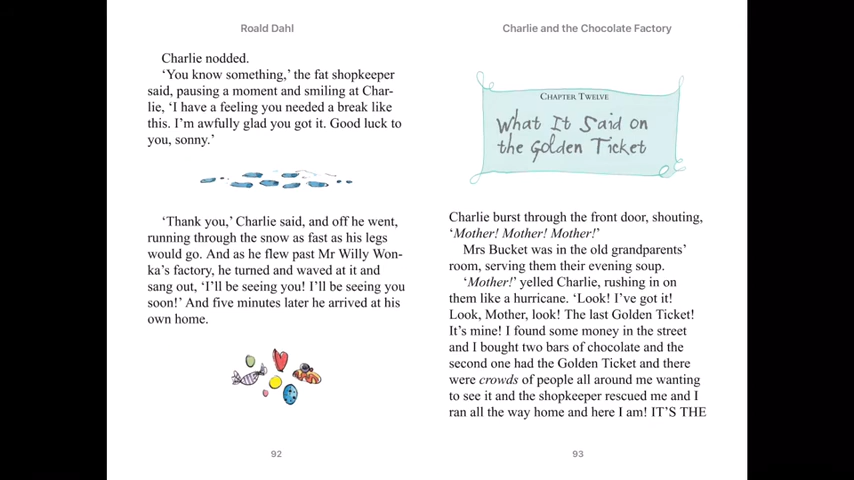 Roald Dahl
Charlie nodded.
‘You know something,’ the fat shopkeeper
said, pausing a moment and smiling at Char-
lie, ‘I have a feeling you needed a break like
this. I’m awfully glad you got it. Good luck to
you, sonny.’
‘Thank you,’ Charlie said, and off he went,
running through the snow as fast as his legs
would go. And as he flew past Mr Willy Won-
ka’s factory, he turned and waved at it and
sang out, ‘I’ll be seeing you! I’ll be seeing you
soon!’ And five minutes later he arrived at his
own home.
92
Charlie and the Chocolate Factory
Chapter Twelve
What It Said on
the Golden Ticket
Charlie burst through the front door, shouting,
‘Mother! Mother! Mother!’
Mrs Bucket was in the old grandparents’
room, serving them their evening soup.
‘Mother!’ yelled Charlie, rushing in on
them like a hurricane. ‘Look! I’ve got it!
Look, Mother, look! The last Golden Ticket!
It’s mine! I found some money in the street
and I bought two bars of chocolate and the
second one had the Golden Ticket and there
were crowds of people all around me wanting
to see it and the shopkeeper rescued me and I
ran all the way home and here I am! IT’S THE
93